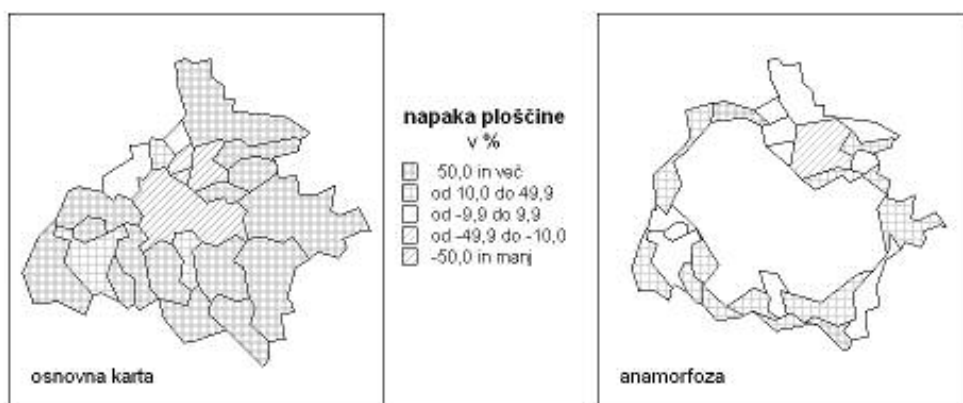 napaka ploščine
v %
50,0 in več
od 10,0 do 49,9
od -9,9 do 9,9
od -49,9 do -10,0
-50,0 in manj
osnovna karta
anamorfoza